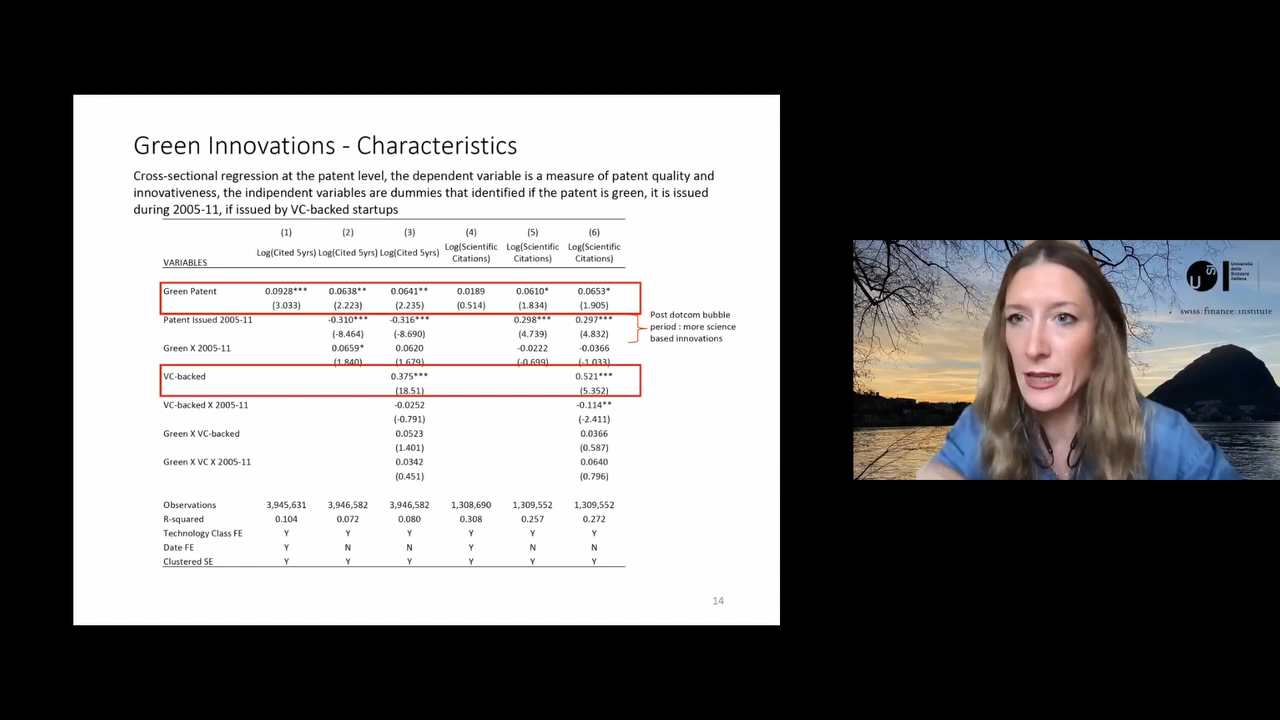 Green Innovations - Characteristics
Cross-sectional regression at the patent level, the dependent variable is a measure of patent quality and
innovativeness, the indipendent variables are dummies that identified if the patent is green, it is issued
during 2005-11, if issued by VC-backed startups
(1) (2) (3) (4) (5) (6)
VARIABLES Log(Cited 5yrs) Log(Cited 5yrs) Log(Cited 5yrs) Log(Scientific Citations) Log(Scientific Citations) Log(Scientific Citations)
Green Patent 0.0928*** 0.0638** 0.0641** 0.0189 0.0610* 0.0653*
(3.033) (2.223) (2.235) (0.514) (1.834) (1.905)
Patent Issued 2005-11 -0.310*** -0.316*** 0.298*** 0.297***
(-8.464) (-8.690) (4.739) (4.832)
Green X 2005-11 0.0659* 0.0620 -0.0222 -0.0366
(1.840) (1.679) (-0.699) (-1.033)
VC-backed 0.375*** 0.521***
(18.51) (5.352)
VC-backed X 2005-11 -0.0252 -0.114**
(-0.791) (-2.411)
Green X VC-backed 0.0523 0.0366
(1.401) (0.587)
Green X VC X 2005-11 0.0342 0.0640
(0.451) (0.796)
Observations 3,945,631 3,946,582 3,946,582 1,308,690 1,309,552 1,309,552
R-squared 0.104 0.072 0.080 0.308 0.257 0.272
Technology Class FE Y Y Y Y Y Y
Date FE Y N N Y N N
Clustered SE Y Y Y Y Y Y
Post dotcom bubble
period : more science
based innovations
14
Università
della
Svizzera
italiana
swiss:finance:institute